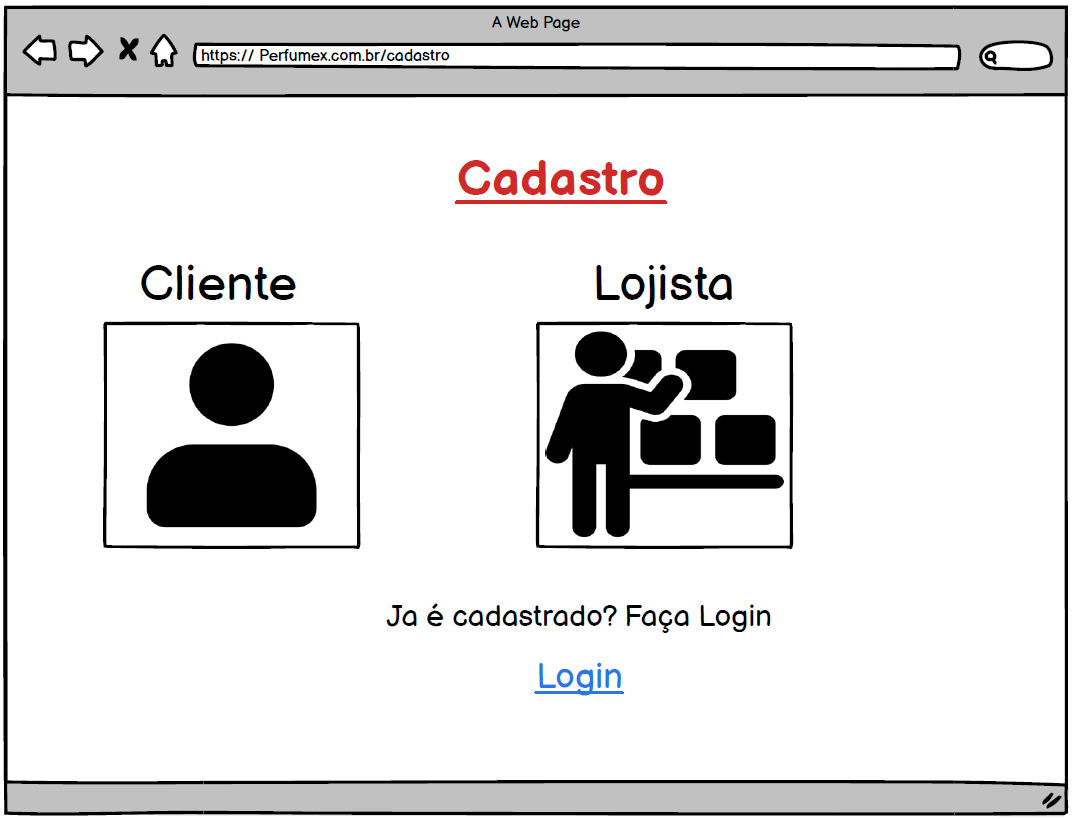 A Web Page
https:// Perfumex.com.br/cadastro
Cadastro
Cliente
Lojista
Ja é cadastrado? Faça Login
Login